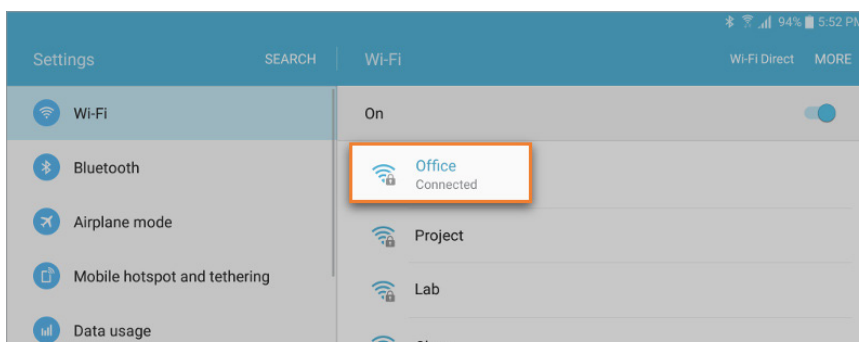 94% 5:52 PM
Settings SEARCH Wi-Fi Wi-Fi Direct MORE
Wi-Fi
On
Bluetooth
Office
Connected
Airplane mode
Project
Mobile hotspot and tethering
Lab
Data usage